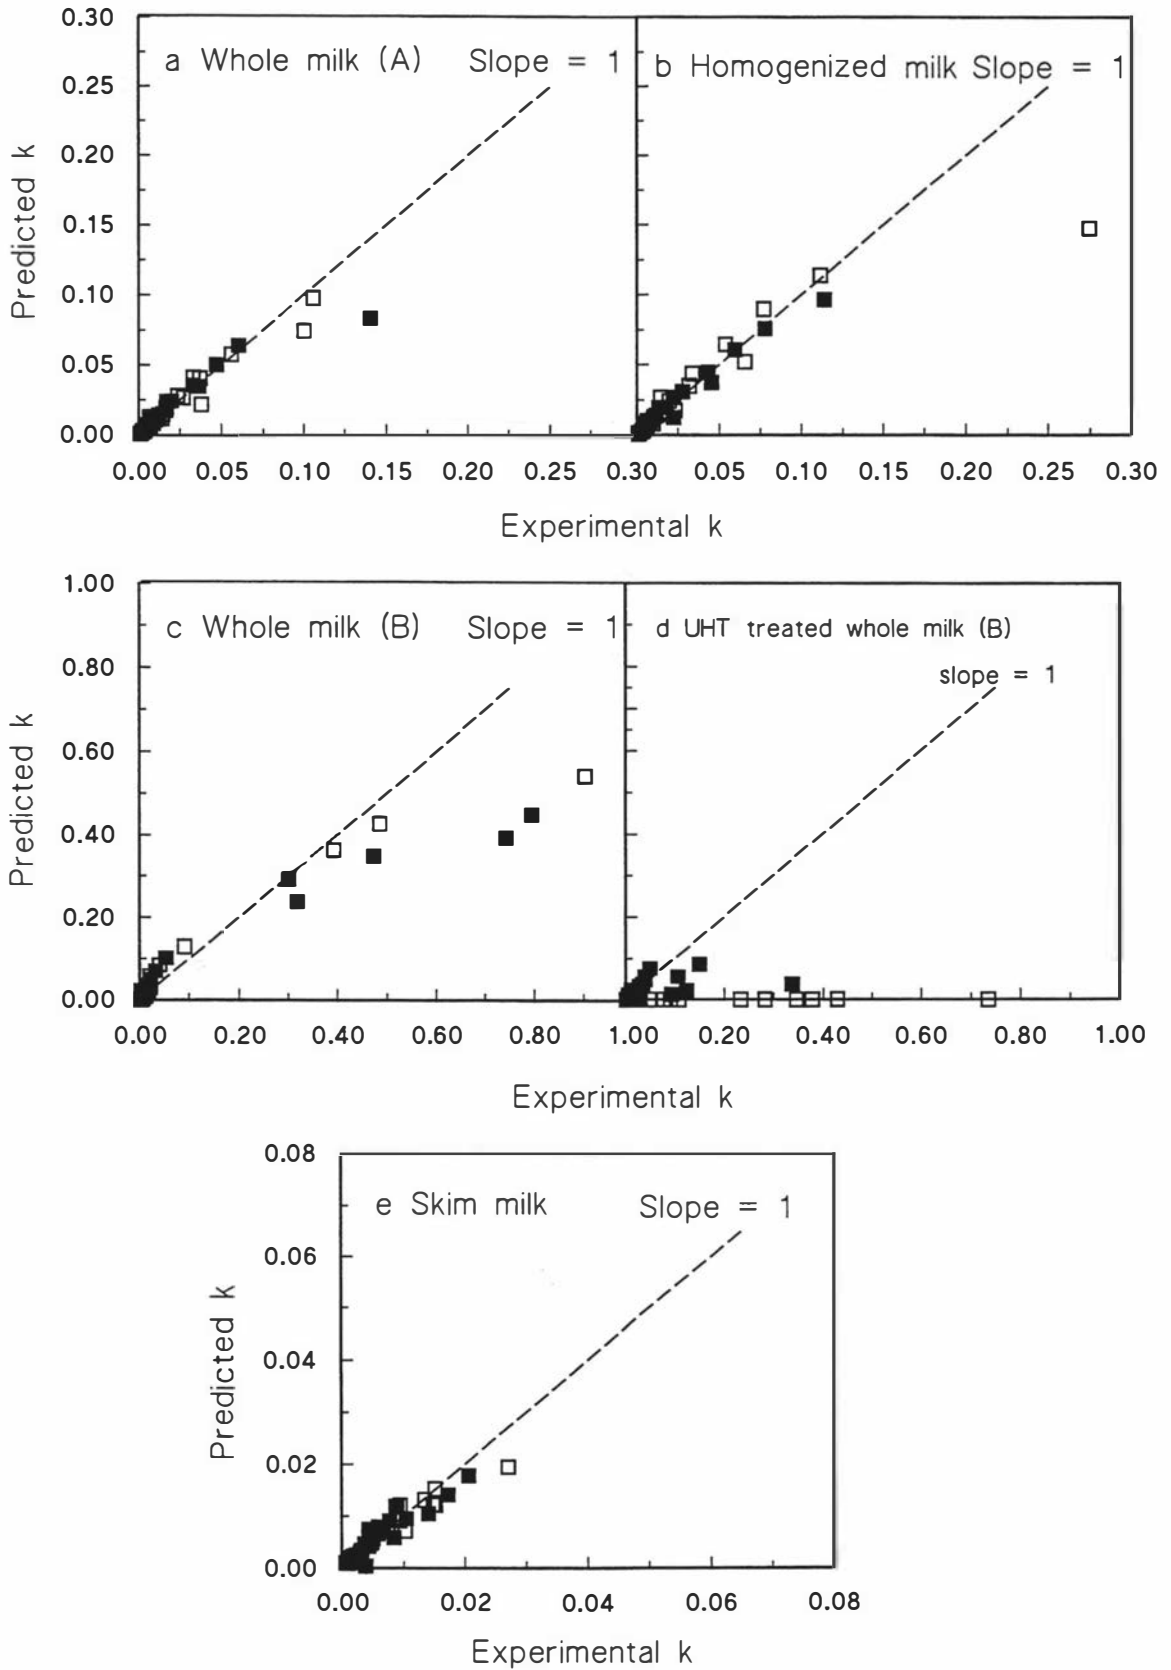 0.30
a Whole milk (A) Slope = 1
b Homogenized milk Slope = 1
0.25
0.20
0.15
0.10
0.05
0.00
Predicted k
0.00 0.05 0.10 0.15 0.20 0.25 0.30 0.05 0.10 0.15 0.20 0.25 0.30
Experimental k
1.00
c Whole milk (B) Slope = 1
d UHT treated whole milk (B)
slope = 1
0.80
0.60
0.40
0.20
0.00
Predicted k
0.00 0.20 0.40 0.60 0.80 1.00 0.20 0.40 0.60 0.80 1.00
Experimental k
0.08
e Skim milk Slope = 1
0.06
0.04
0.02
0.00
Predicted k
0.00 0.02 0.04 0.06 0.08
Experimental k